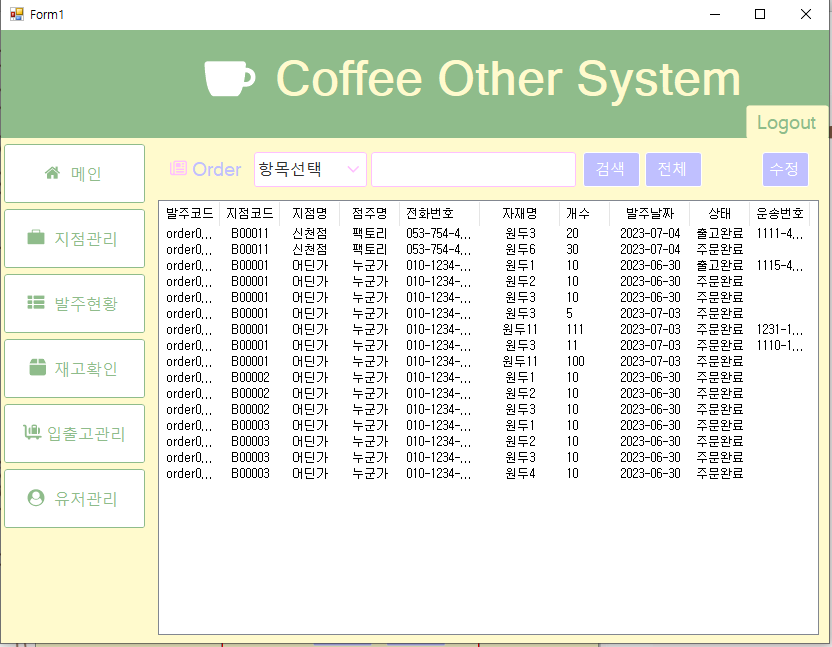 Form1
Coffee Other System
Logout
메인
지점관리
발주현황
재고확인
입출고관리
유저관리
Order 항목선택 검색 전체 수정
발주코드 지점코드 지점명 점주명 전화번호 자재명 개수 발주날짜 상태 운송번호
order0... B00011 신천점 팩토리 053-754-4... 원두3 20 2023-07-04 출고완료 1111-4...
order0... B00011 신천점 팩토리 053-754-4... 원두6 30 2023-07-04 주문완료
order0... B00001 어딘가 누군가 010-1234-... 원두1 10 2023-06-30 출고완료 1115-4...
order0... B00001 어딘가 누군가 010-1234-... 원두2 10 2023-06-30 주문완료
order0... B00001 어딘가 누군가 010-1234-... 원두3 10 2023-06-30 주문완료
order0... B00001 어딘가 누군가 010-1234-... 원두3 5 2023-07-03 주문완료
order0... B00001 어딘가 누군가 010-1234-... 원두11 111 2023-07-03 주문완료 1231-1...
order0... B00001 어딘가 누군가 010-1234-... 원두3 11 2023-07-03 주문완료 1110-1...
order0... B00001 어딘가 누군가 010-1234-... 원두11 100 2023-07-03 주문완료
order0... B00002 어딘가 누군가 010-1234-... 원두1 10 2023-06-30 주문완료
order0... B00002 어딘가 누군가 010-1234-... 원두2 10 2023-06-30 주문완료
order0... B00002 어딘가 누군가 010-1234-... 원두3 10 2023-06-30 주문완료
order0... B00003 어딘가 누군가 010-1234-... 원두1 10 2023-06-30 주문완료
order0... B00003 어딘가 누군가 010-1234-... 원두2 10 2023-06-30 주문완료
order0... B00003 어딘가 누군가 010-1234-... 원두3 10 2023-06-30 주문완료
order0... B00003 어딘가 누군가 010-1234-... 원두4 10 2023-06-30 주문완료